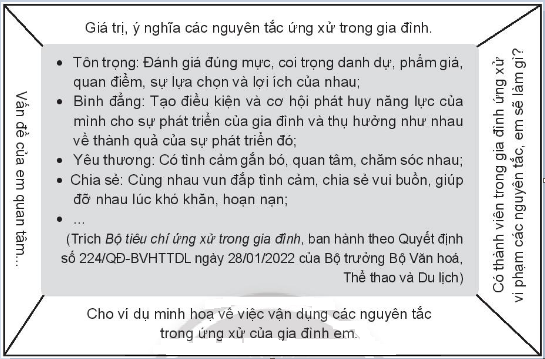 Giá trị, ý nghĩa các nguyên tắc ứng xử trong gia đình.
• Tôn trọng: Đánh giá đúng mực, coi trọng danh dự, phẩm giá,
quan điểm, sự lựa chọn và lợi ích của nhau;
• Bình đẳng: Tạo điều kiện và cơ hội phát huy năng lực của
mình cho sự phát triển của gia đình và thụ hưởng như nhau
về thành quả của sự phát triển đó;
• Yêu thương: Có tình cảm gắn bó, quan tâm, chăm sóc nhau;
• Chia sẻ: Cùng nhau vun đắp tình cảm, chia sẻ vui buồn, giúp
đỡ nhau lúc khó khăn, hoạn nạn;
• ...
(Trích Bộ tiêu chí ứng xử trong gia đình, ban hành theo Quyết định
số 224/QĐ-BVHTTDL ngày 28/01/2022 của Bộ trưởng Bộ Văn hoá,
Thể thao và Du lịch)
Vấn đề của em quan tâm...
Có thành viên trong gia đình ứng xử
vi phạm các nguyên tắc, em sẽ làm gì?
Cho ví dụ minh hoạ về việc vận dụng các nguyên tắc
trong ứng xử của gia đình em.